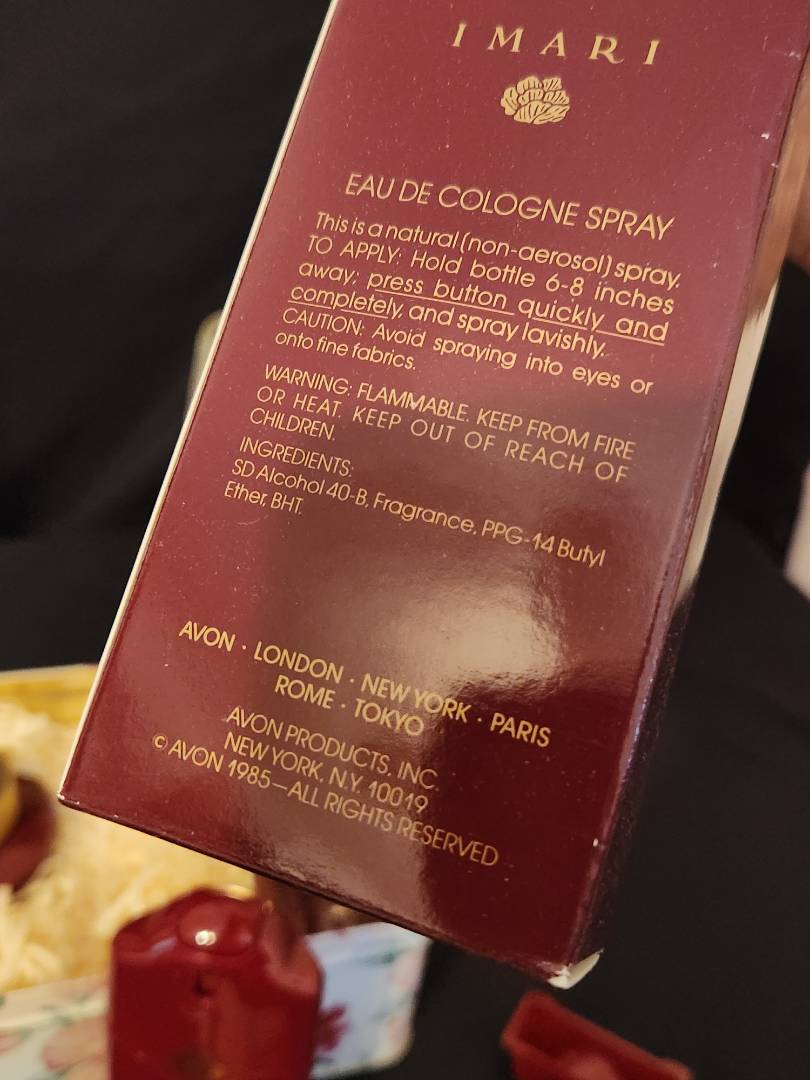 IMARI
EAU DE COLOGNE SPRAY
This is a natural (non-aerosol) spray.
TO APPLY: Hold bottle 6-8 inches
away; press button quickly and
completely, and spray lavishly.
CAUTION: Avoid spraying into eyes or
onto fine fabrics.
WARNING: FLAMMABLE. KEEP FROM FIRE
OR HEAT. KEEP OUT OF REACH OF
CHILDREN.
INGREDIENTS:
SD Alcohol 40-B, Fragrance, PPG-14 Butyl
Ether, BHT.
AVON · LONDON · NEW YORK · PARIS
ROME · TOKYO
AVON PRODUCTS, INC.
NEW YORK, N.Y. 10019
© AVON 1985—ALL RIGHTS RESERVED